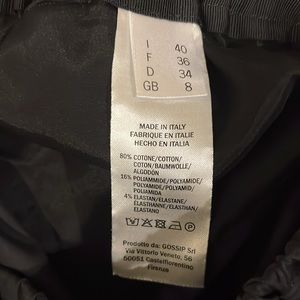 I 40
F 36
D 34
GB 8
MADE IN ITALY
FABRIQUE EN ITALIE
HECHO EN ITALIA
80% COTONE/COTTON/
COTON/BAUMWOLLE/
ALGODÓN
16% POLIAMMIDE/POLYAMIDE/
POLYAMIDE/POLYAMID/
POLIAMIDA
4% ELASTAN/ELASTANE/
ELASTHANNE/ELASTHAN/
ELASTANO
Prodotto da: GOSSIP Srl
Via Vittorio Veneto, 56
50051 Castelfiorentino
Firenze